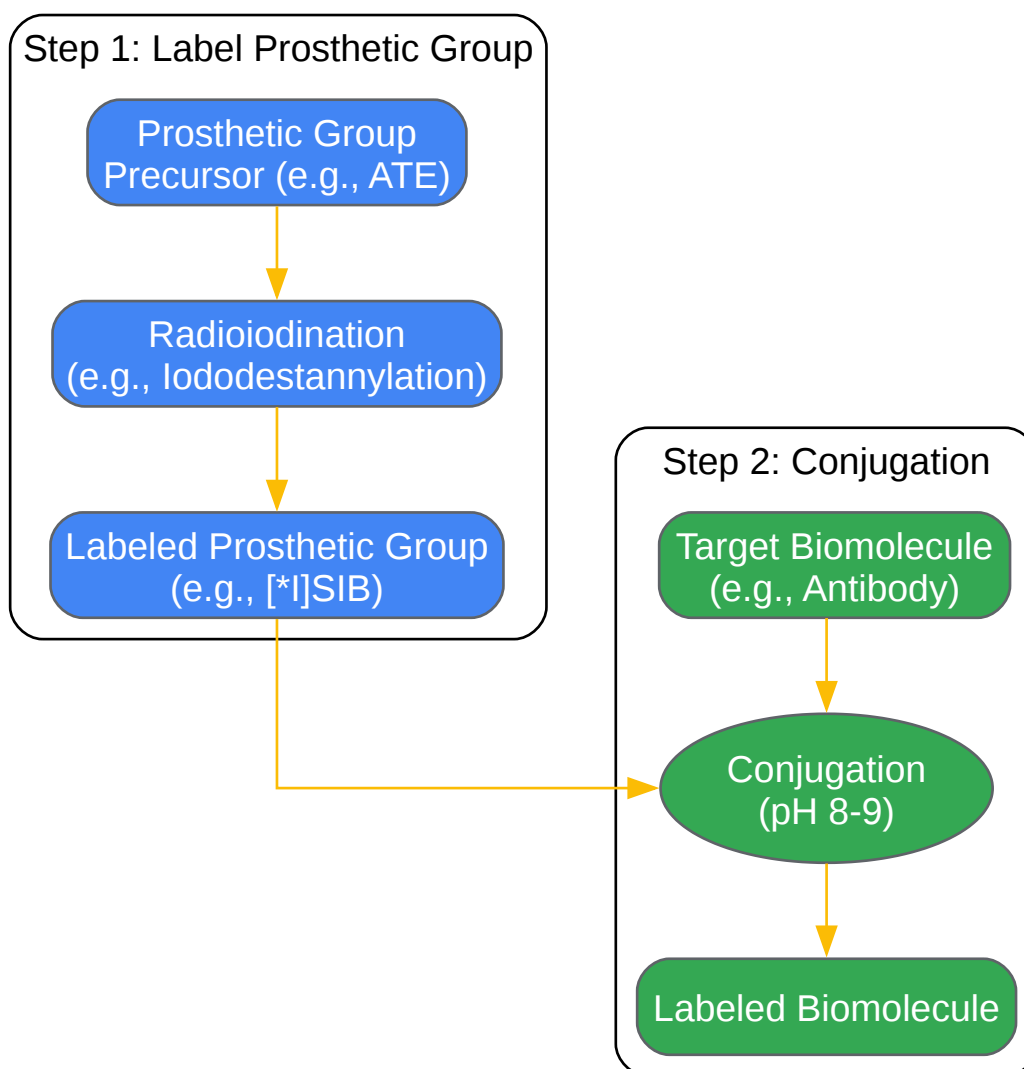 Step 1: Label Prosthetic Group
Prosthetic Group
Precursor (e.g., ATE)
Radioiodination
(e.g., Iododestannylation)
Labeled Prosthetic Group
(e.g., [*I]SIB)
Step 2: Conjugation
Target Biomolecule
(e.g., Antibody)
Conjugation
(pH 8-9)
Labeled Biomolecule